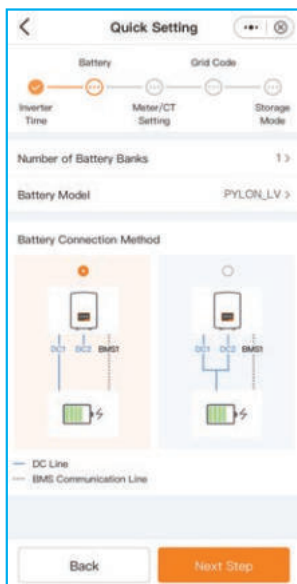 Quick Setting
Battery Grid Code
Inverter Time Meter/CT Setting Storage Mode
Number of Battery Banks 1 >
Battery Model PYLON_LV >
Battery Connection Method
DC1 DC2 BMS1 DC1 DC2 BMS1
DC Line
BMS Communication Line
Back Next Step